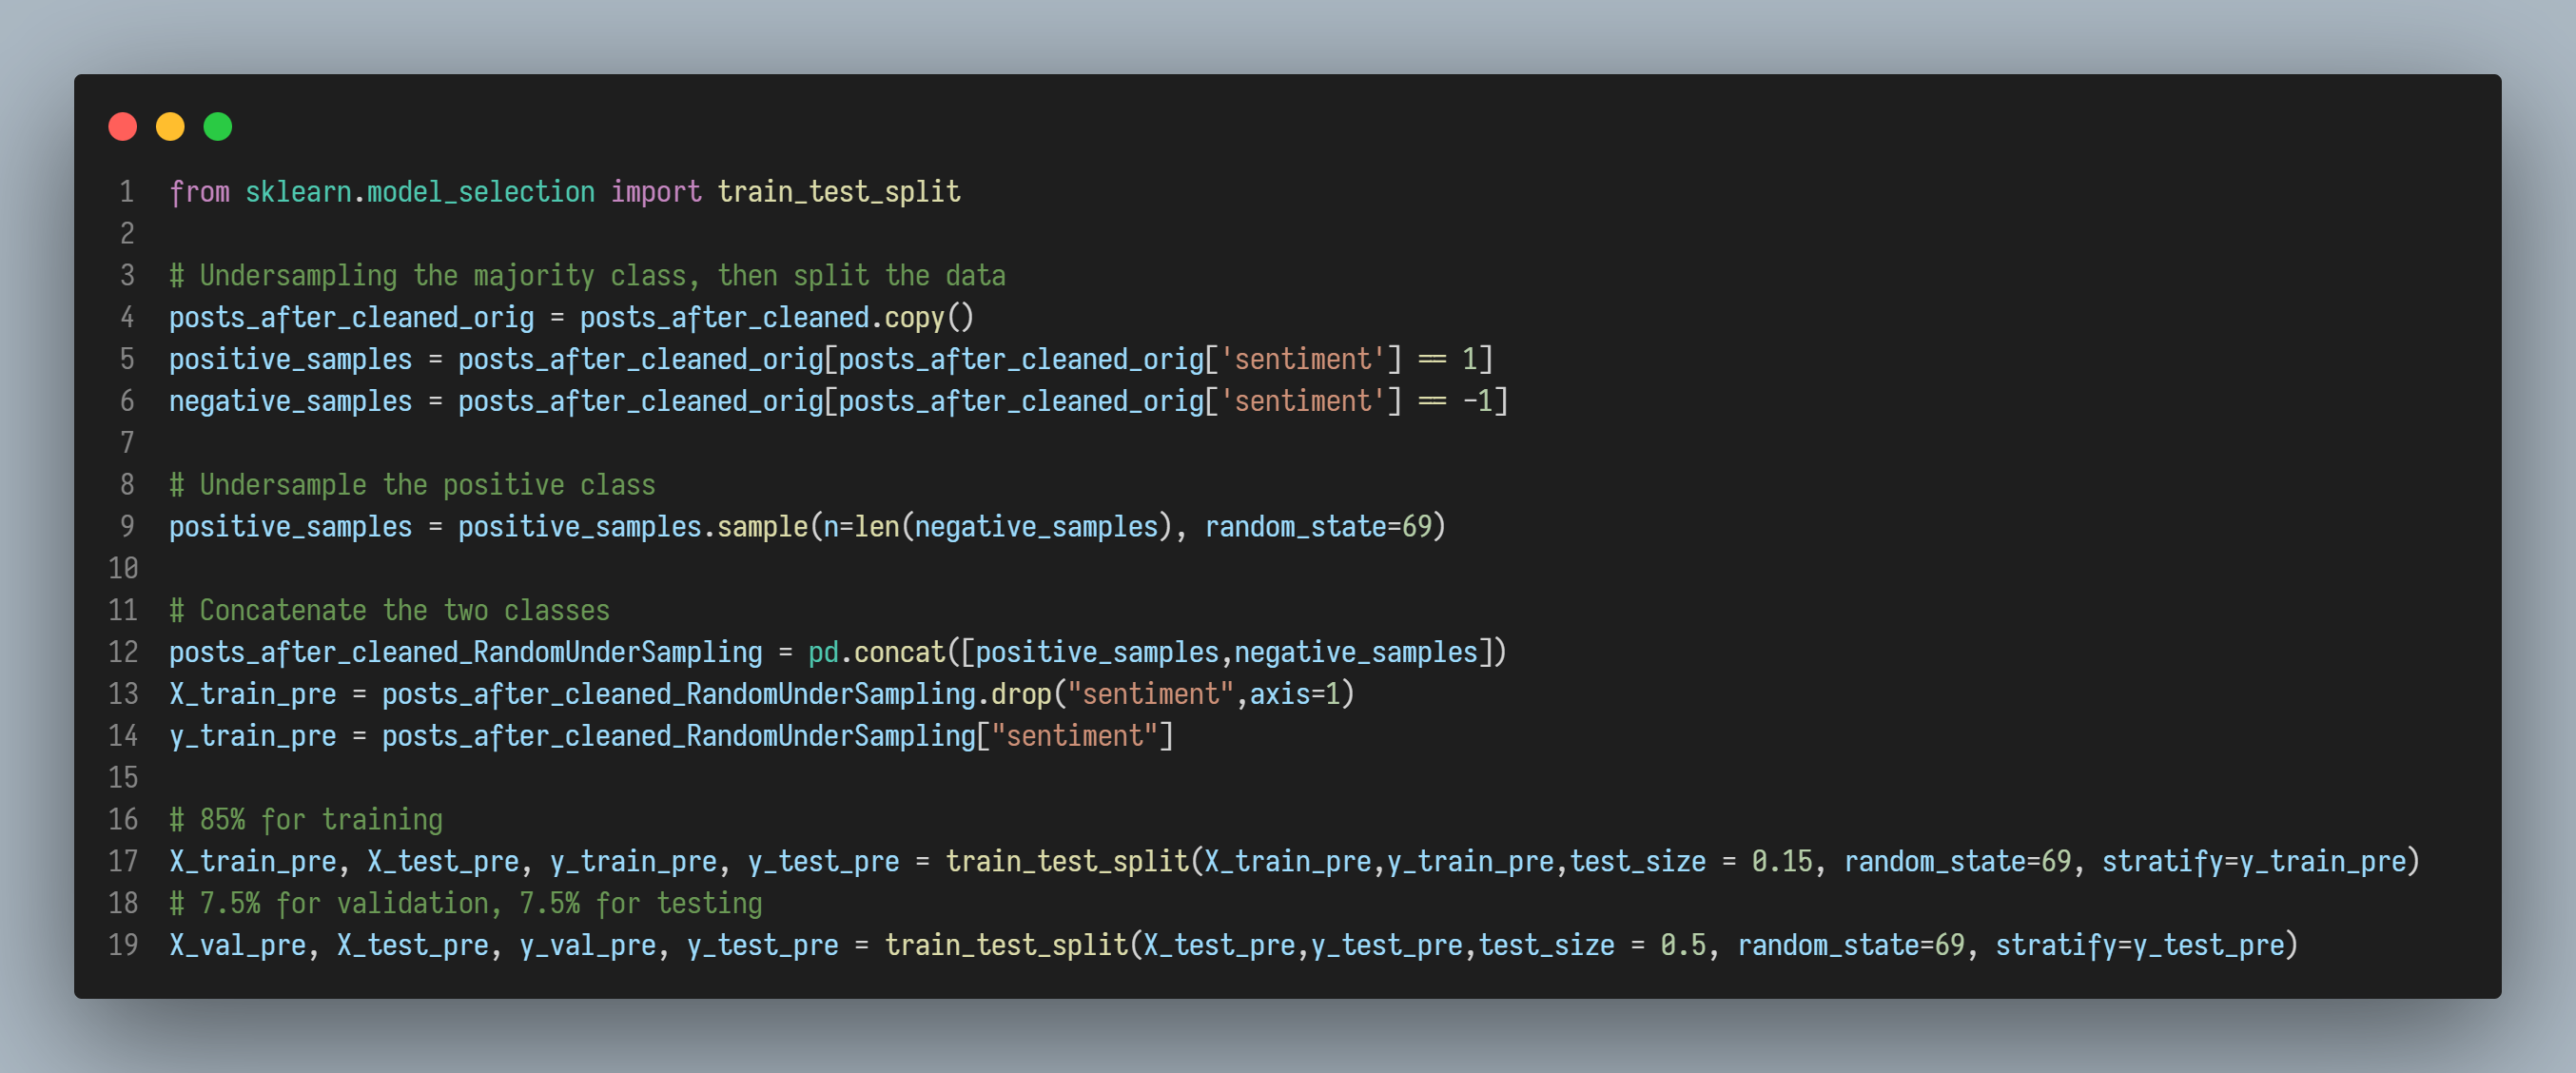 1 from sklearn.model_selection import train_test_split
2
3 # Undersampling the majority class, then split the data
4 posts_after_cleaned_orig = posts_after_cleaned.copy()
5 positive_samples = posts_after_cleaned_orig[posts_after_cleaned_orig['sentiment'] == 1]
6 negative_samples = posts_after_cleaned_orig[posts_after_cleaned_orig['sentiment'] == -1]
7
8 # Undersample the positive class
9 positive_samples = positive_samples.sample(n=len(negative_samples), random_state=69)
10
11 # Concatenate the two classes
12 posts_after_cleaned_RandomUnderSampling = pd.concat([positive_samples,negative_samples])
13 X_train_pre = posts_after_cleaned_RandomUnderSampling.drop("sentiment",axis=1)
14 y_train_pre = posts_after_cleaned_RandomUnderSampling["sentiment"]
15
16 # 85% for training
17 X_train_pre, X_test_pre, y_train_pre, y_test_pre = train_test_split(X_train_pre,y_train_pre,test_size = 0.15, random_state=69, stratify=y_train_pre)
18 # 7.5% for validation, 7.5% for testing
19 X_val_pre, X_test_pre, y_val_pre, y_test_pre = train_test_split(X_test_pre,y_test_pre,test_size = 0.5, random_state=69, stratify=y_test_pre)